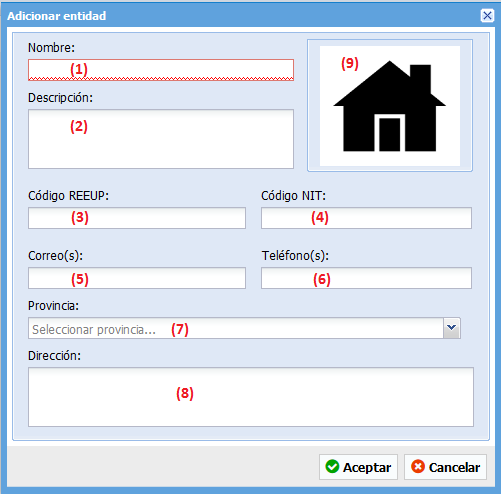 Adicionar entidad
Nombre:
(1)
(9)
Descripción:
(2)
Código REEUP:
Código NIT:
(3)
(4)
Correo(s):
Teléfono(s):
(5)
(6)
Provincia:
Seleccionar provincia... (7)
Dirección:
(8)
Aceptar
Cancelar